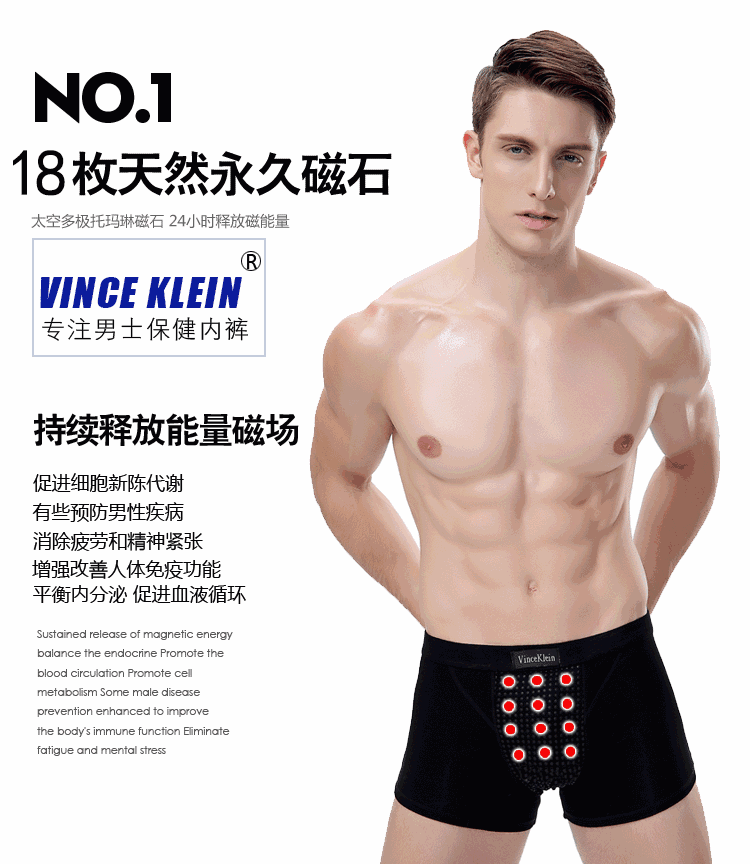 NO.1
18枚天然永久磁石
太空多极托玛琳磁石 24小时释放磁能量
VINCE KLEIN®
专注男士保健内裤
持续释放能量磁场
促进细胞新陈代谢
有些预防男性疾病
消除疲劳和精神紧张
增强改善人体免疫功能
平衡内分泌 促进血液循环
Sustained release of magnetic energy
balance the endocrine Promote the
blood circulation Promote cell
metabolism Some male disease
prevention enhanced to improve
the body's immune function Eliminate
fatigue and mental stress
VinceKlein